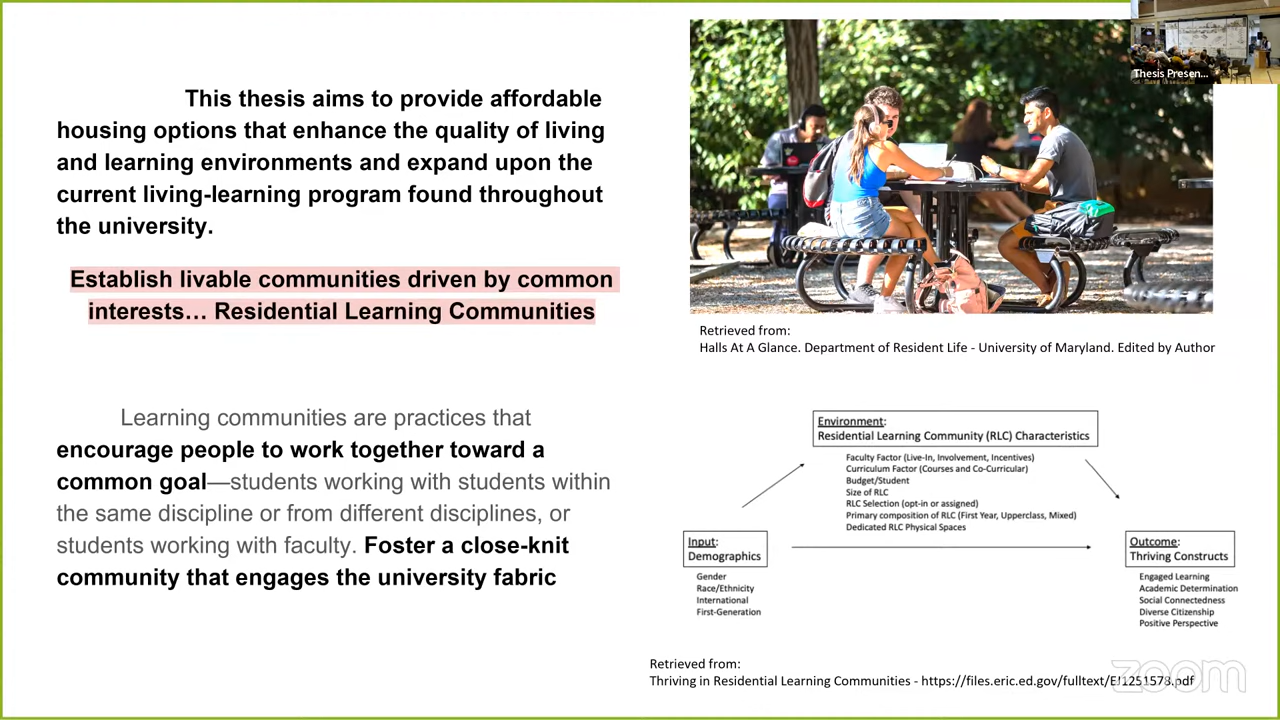 This thesis aims to provide affordable
housing options that enhance the quality of living
and learning environments and expand upon the
current living-learning program found throughout
the university.
Establish livable communities driven by common
interests... Residential Learning Communities
Learning communities are practices that
encourage people to work together toward a
common goal—students working with students within
the same discipline or from different disciplines, or
students working with faculty. Foster a close-knit
community that engages the university fabric
Thesis Presen...
Retrieved from:
Halls At A Glance. Department of Resident Life - University of Maryland. Edited by Author
Environment:
Residential Learning Community (RLC) Characteristics
Faculty Factor (Live-In, Involvement, Incentives)
Curriculum Factor (Courses and Co-Curricular)
Budget/Student
Size of RLC
RLC Selection (opt-in or assigned)
Primary composition of RLC (First Year, Upperclass, Mixed)
Dedicated RLC Physical Spaces
Input:
Demographics
Gender
Race/Ethnicity
International
First-Generation
Outcome:
Thriving Constructs
Engaged Learning
Academic Determination
Social Connectedness
Diverse Citizenship
Positive Perspective
Retrieved from:
Thriving in Residential Learning Communities - https://files.eric.ed.gov/fulltext/EJ1251578.pdf
zoom